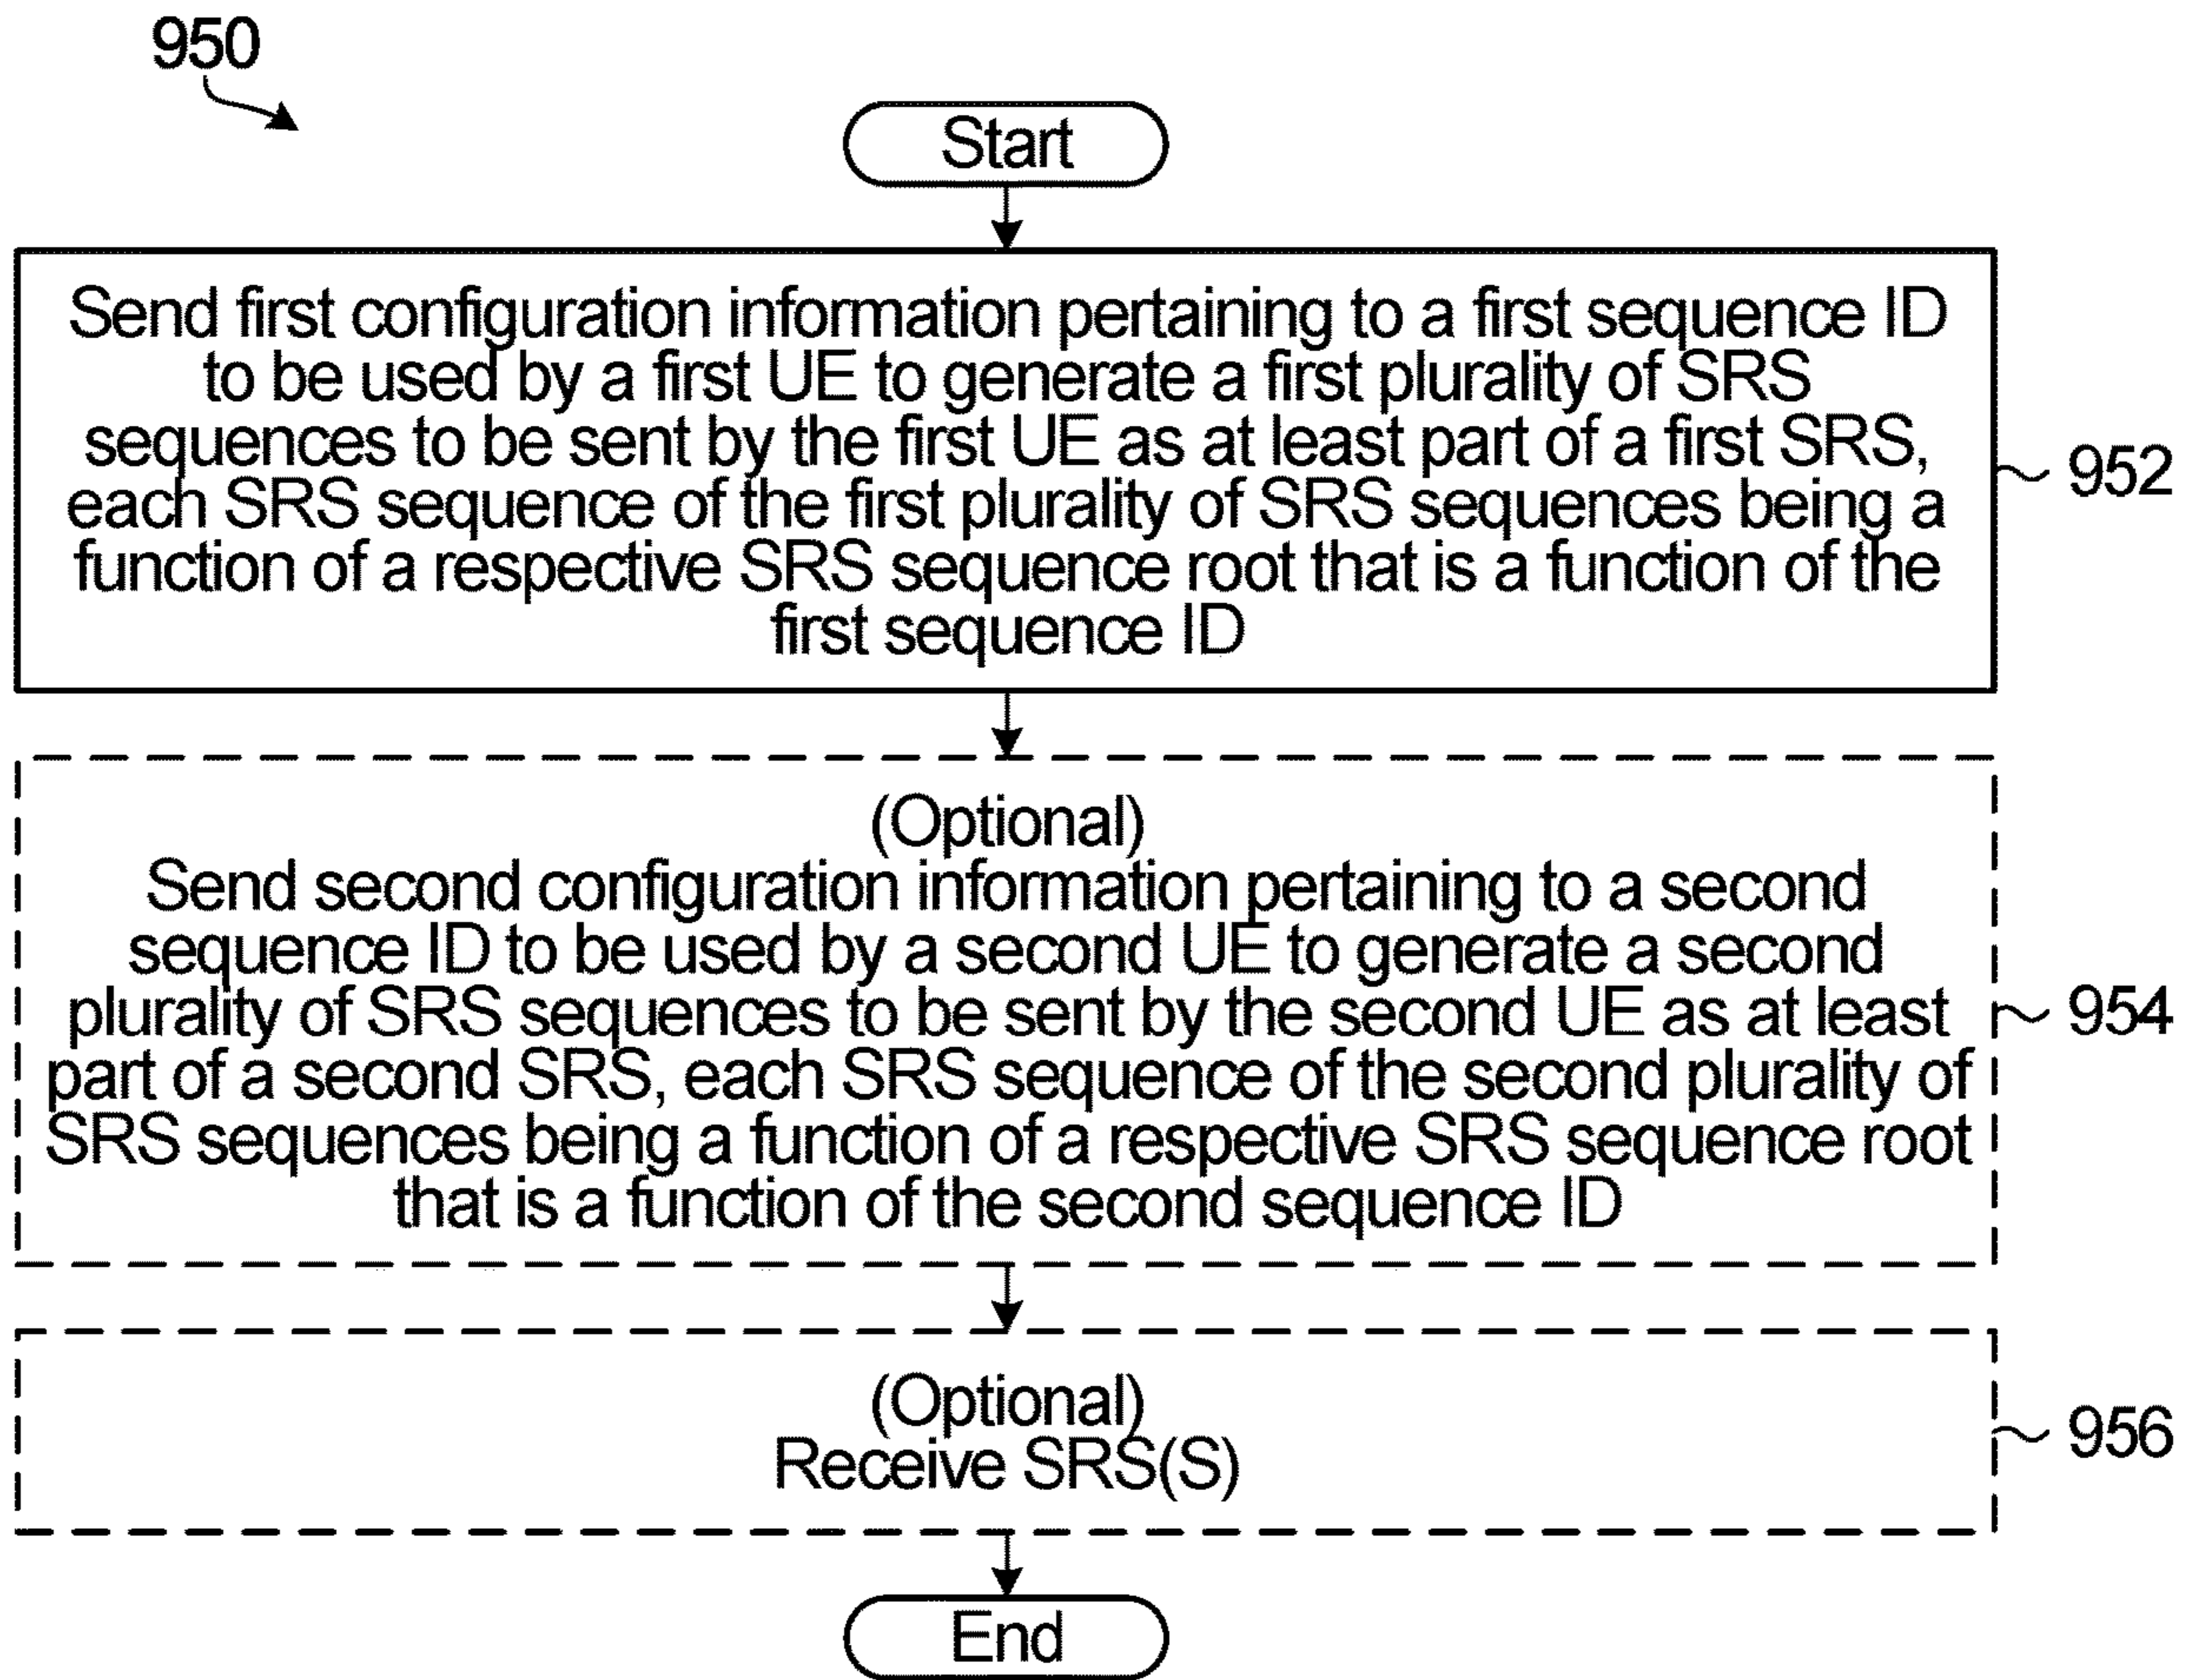 950
Start
Send first configuration information pertaining to a first sequence ID
to be used by a first UE to generate a first plurality of SRS
sequences to be sent by the first UE as at least part of a first SRS,
each SRS sequence of the first plurality of SRS sequences being a
function of a respective SRS sequence root that is a function of the
first sequence ID
952
(Optional)
Send second configuration information pertaining to a second
sequence ID to be used by a second UE to generate a second
plurality of SRS sequences to be sent by the second UE as at least
part of a second SRS, each SRS sequence of the second plurality of
SRS sequences being a function of a respective SRS sequence root
that is a function of the second sequence ID
954
(Optional)
Receive SRS(S)
956
End